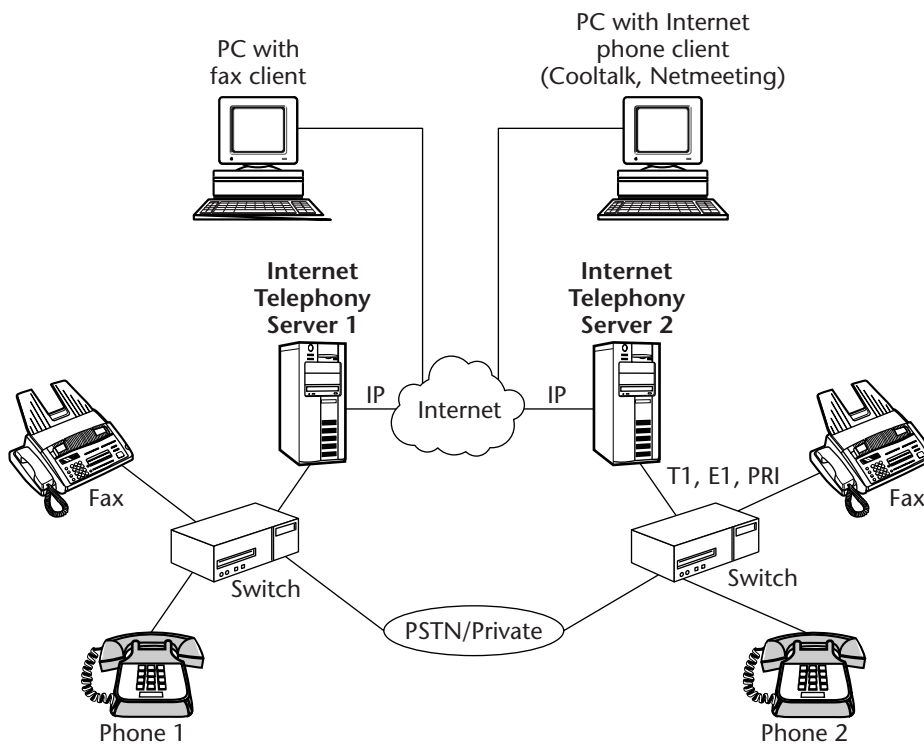 PC with
fax client
PC with Internet
phone client
(Cooltalk, Netmeeting)
Internet
Telephony
Server 1
Internet
Telephony
Server 2
IP
Internet
IP
T1, E1, PRI
Fax
Fax
Switch
Switch
PSTN/Private
Phone 1
Phone 2